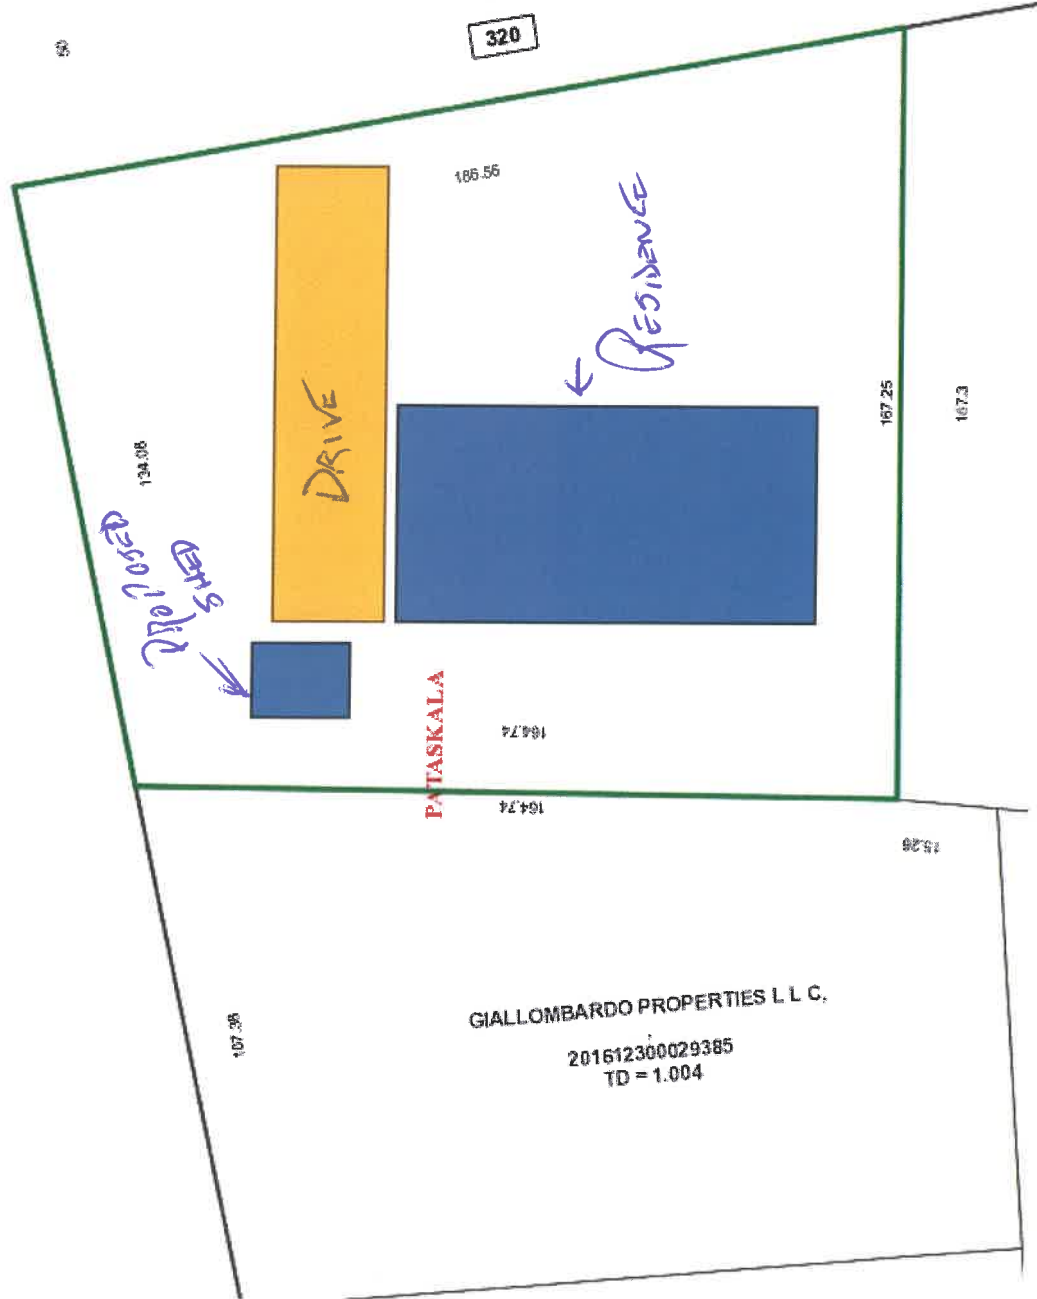 60
320
186.56
RESIDENCE
DRIVE
167.25
167.3
134.08
PROPOSED
SHED
PATASKALA
164.74
164.74
15.26
107.38
GIALLOMBARDO PROPERTIES L L C,
,
201612300029385
TD = 1.004